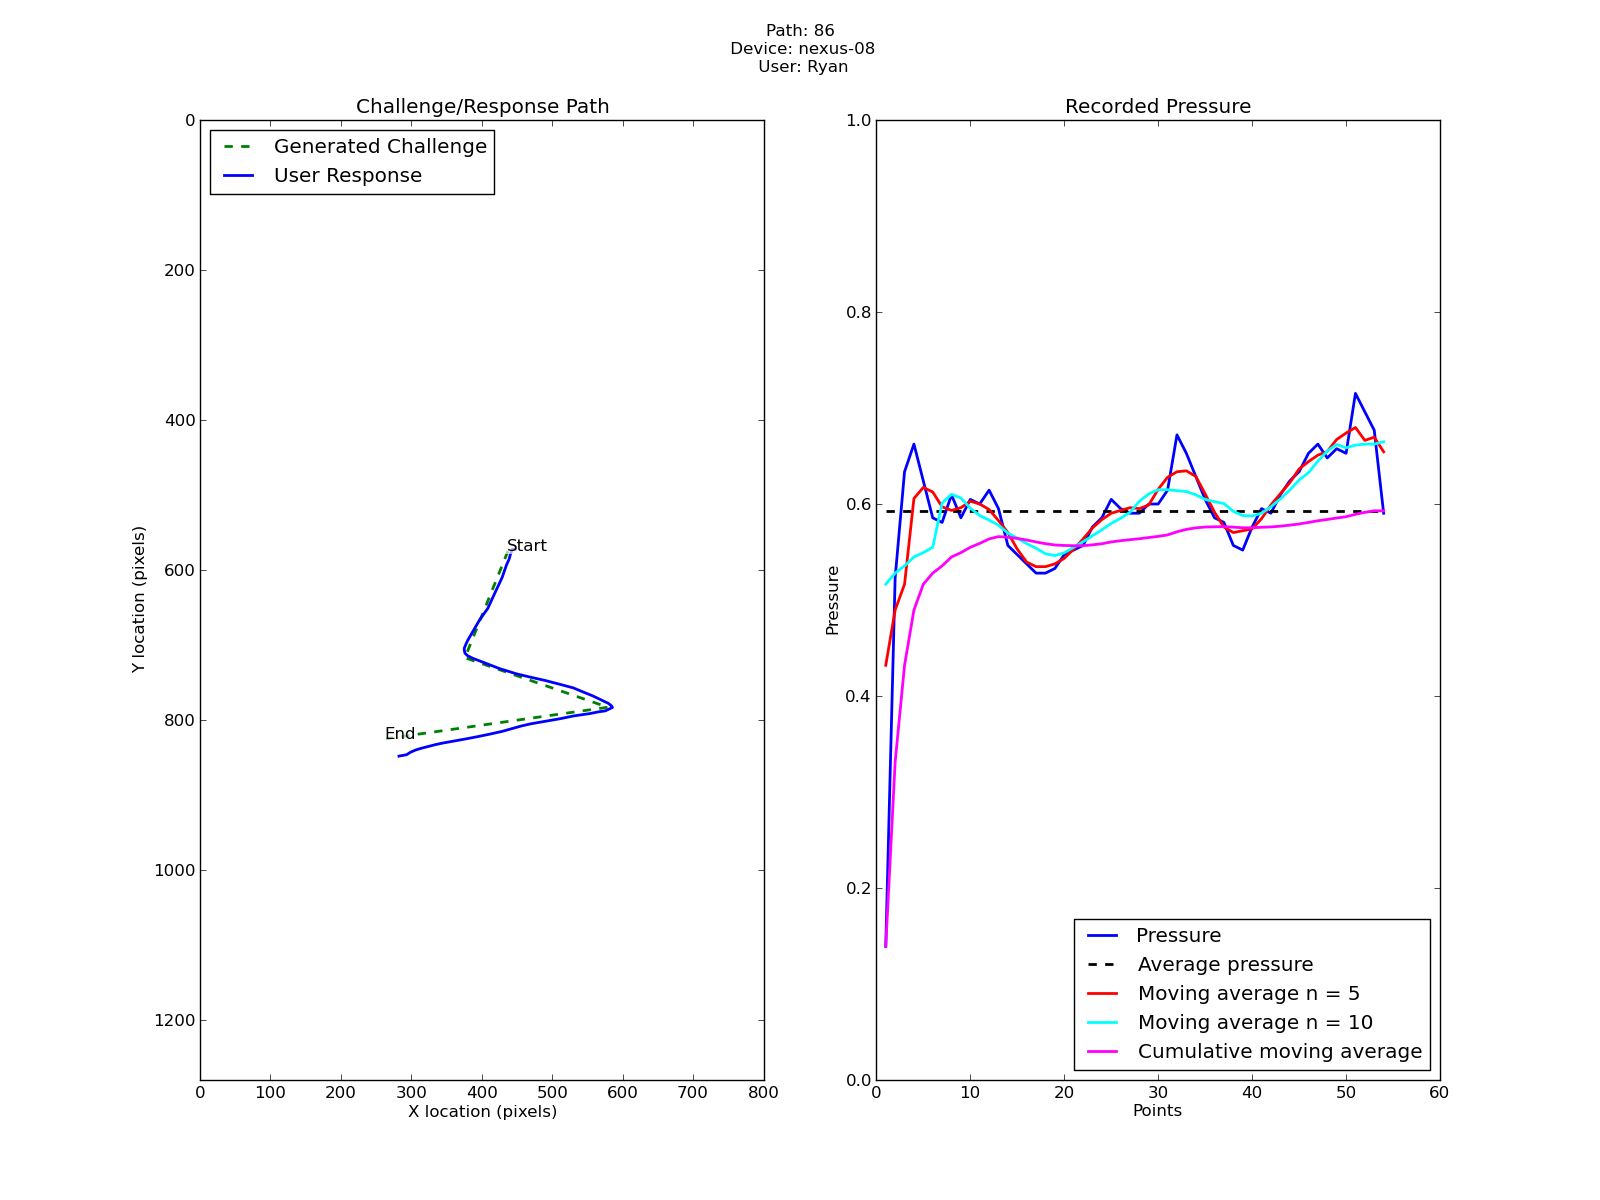 Path: 86
Device: nexus-08
User: Ryan
Challenge/Response Path
Generated Challenge
User Response
Start
End
0
200
400
600
800
1000
1200
Y location (pixels)
0 100 200 300 400 500 600 700 800
X location (pixels)
Recorded Pressure
1.0
0.8
0.6
0.4
0.2
0.0
Pressure
Pressure
Average pressure
Moving average n = 5
Moving average n = 10
Cumulative moving average
0 10 20 30 40 50 60
Points